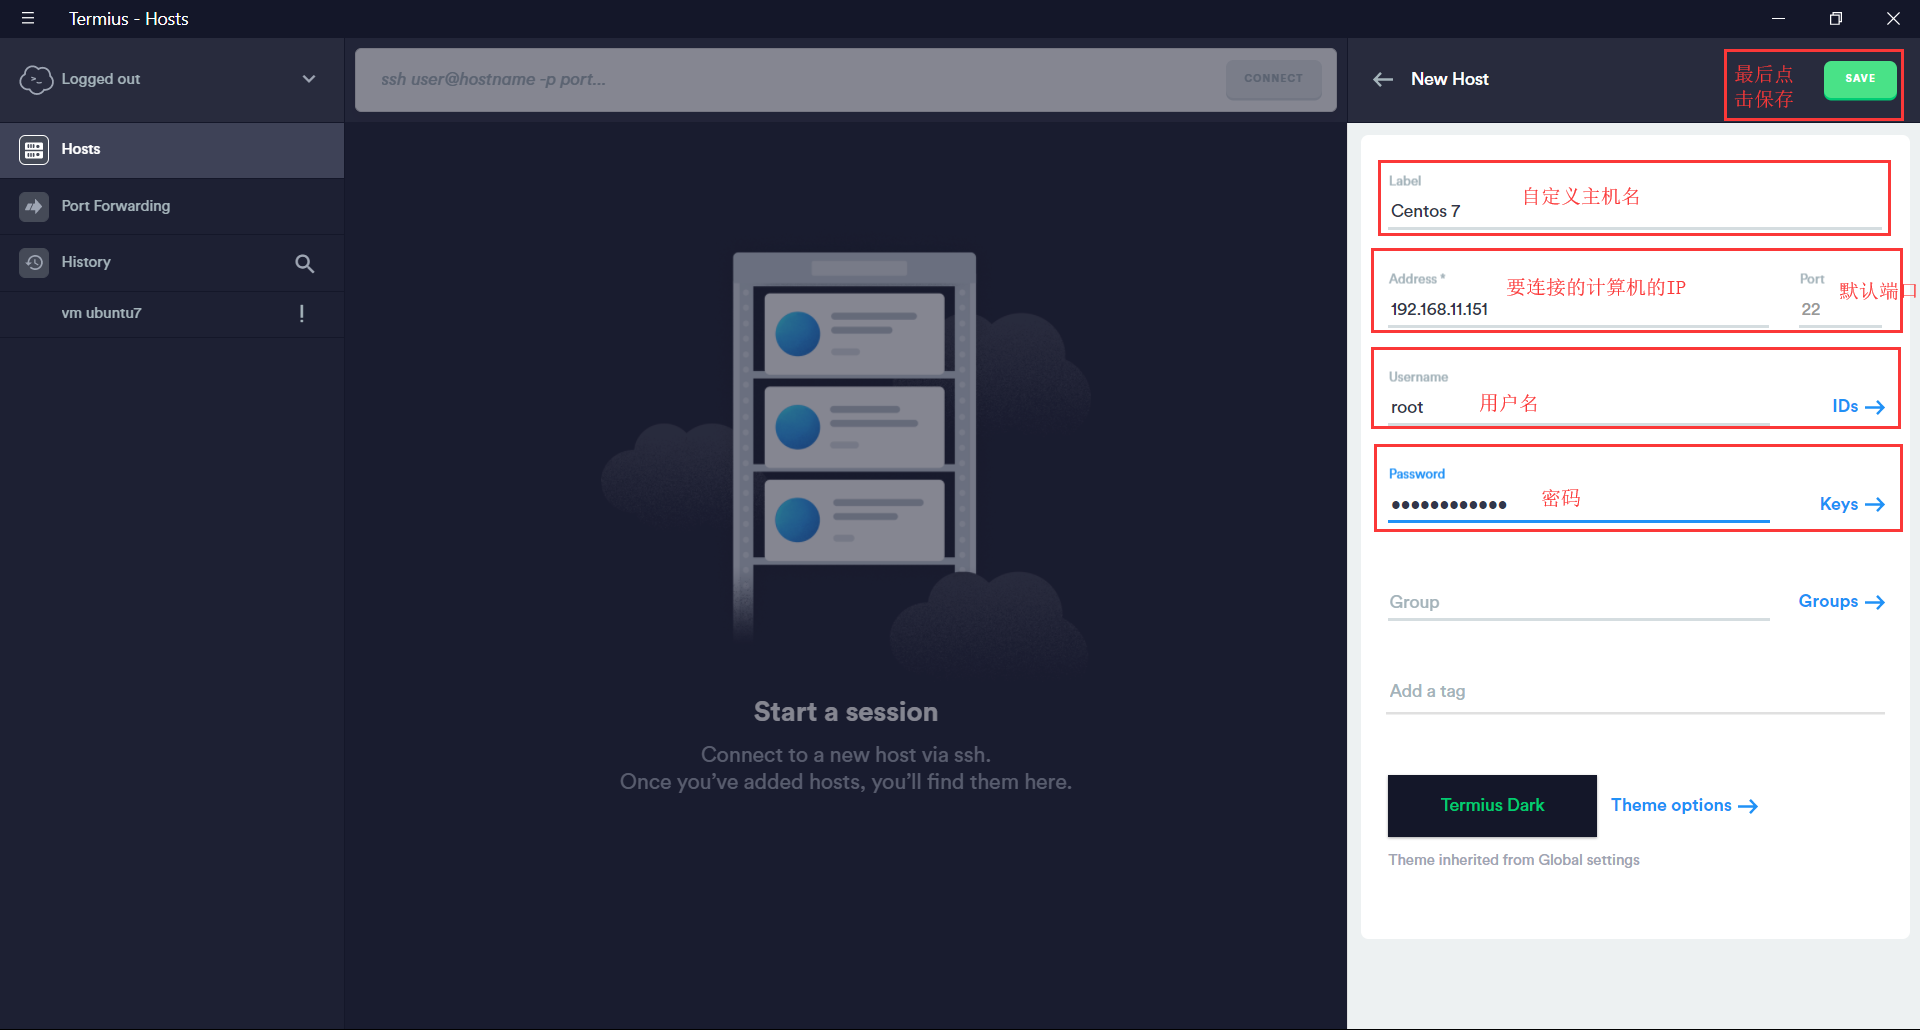 Termius - Hosts
Logged out
Hosts
Port Forwarding
History
vm ubuntu7
ssh user@hostname -p port...
CONNECT
Start a session
Connect to a new host via ssh.
Once you've added hosts, you'll find them here.
New Host
最后点
击保存
SAVE
Label
Centos 7
自定义主机名
Address *
192.168.11.151
要连接的计算机的IP
Port
22
默认端口
Username
root
用户名
IDs
Password
••••••••••••
密码
Keys
Group
Groups
Add a tag
Termius Dark
Theme options
Theme inherited from Global settings